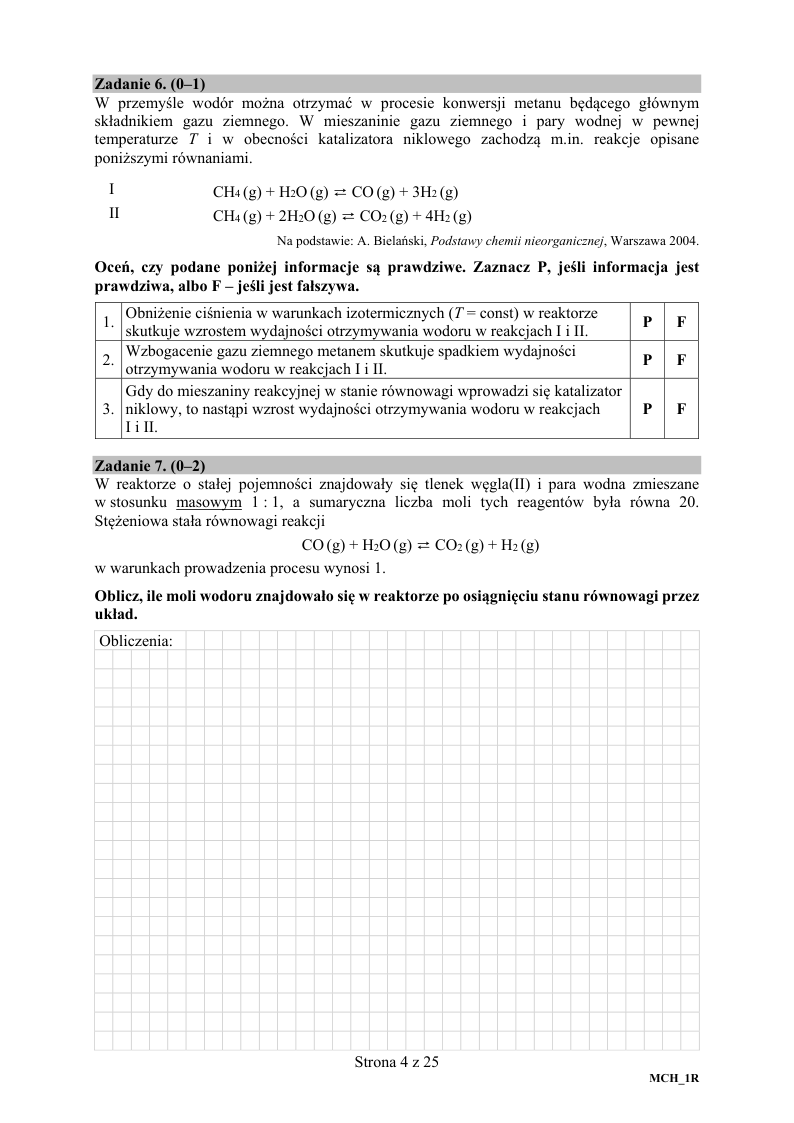 Zadanie 6. (0–1)
W przemyśle wodór można otrzymać w procesie konwersji metanu będącego głównym
składnikiem gazu ziemnego. W mieszaninie gazu ziemnego i pary wodnej w pewnej
temperaturze T i w obecności katalizatora niklowego zachodzą m.in. reakcje opisane
poniższymi równaniami.
I CH4 (g) + H2O (g) ⇄ CO (g) + 3H2 (g)
II CH4 (g) + 2H2O (g) ⇄ CO2 (g) + 4H2 (g)
Na podstawie: A. Bielański, Podstawy chemii nieorganicznej, Warszawa 2004.
Oceń, czy podane poniżej informacje są prawdziwe. Zaznacz P, jeśli informacja jest
prawdziwa, albo F – jeśli jest fałszywa.
1. Obniżenie ciśnienia w warunkach izotermicznych (T = const) w reaktorze
skutkuje wzrostem wydajności otrzymywania wodoru w reakcjach I i II. P F
2. Wzbogacenie gazu ziemnego metanem skutkuje spadkiem wydajności
otrzymywania wodoru w reakcjach I i II. P F
3. Gdy do mieszaniny reakcyjnej w stanie równowagi wprowadzi się katalizator
niklowy, to nastąpi wzrost wydajności otrzymywania wodoru w reakcjach
I i II. P F
Zadanie 7. (0–2)
W reaktorze o stałej pojemności znajdowały się tlenek węgla(II) i para wodna zmieszane
w stosunku masowym 1 : 1, a sumaryczna liczba moli tych reagentów była równa 20.
Stężeniowa stała równowagi reakcji
CO (g) + H2O (g) ⇄ CO2 (g) + H2 (g)
w warunkach prowadzenia procesu wynosi 1.
Oblicz, ile moli wodoru znajdowało się w reaktorze po osiągnięciu stanu równowagi przez
układ.
Obliczenia:
Strona 4 z 25
MCH_1R